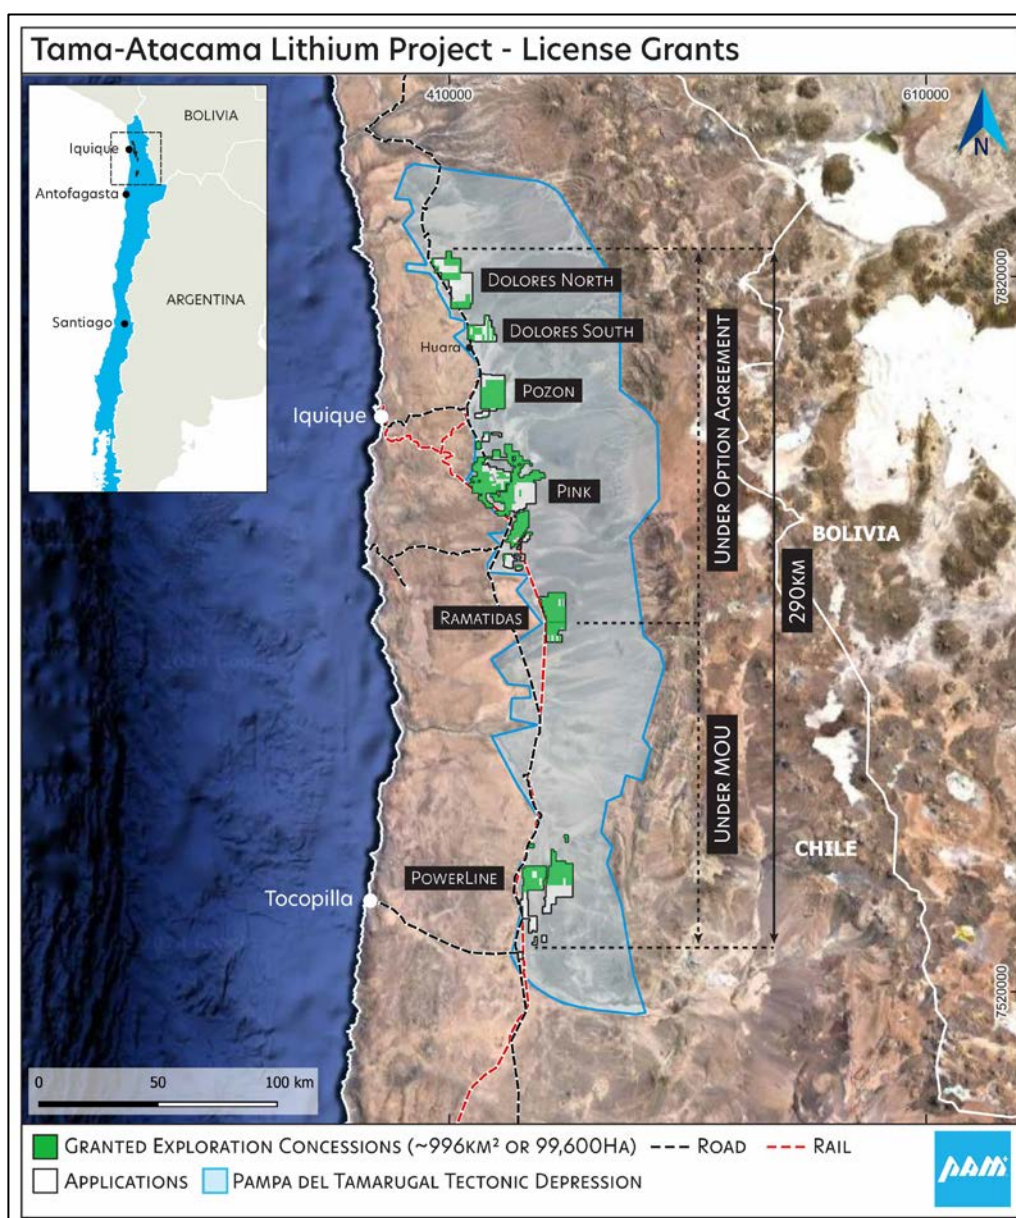 Tama-Atacama Lithium Project - License Grants
410000
610000
BOLIVIA
Iquique
Antofagasta
ARGENTINA
Santiago
N
7820000
DOLORES NORTH
DOLORES SOUTH
Huara
POZON
Iquique
PINK
UNDER OPTION AGREEMENT
BOLIVIA
290KM
RAMATIDAS
UNDER MOU
CHILE
POWERLINE
Tocopilla
7520000
0 50 100 km
GRANTED EXPLORATION CONCESSIONS (~996KM² OR 99,600HA) ROAD RAIL
APPLICATIONS PAMPA DEL TAMARUGAL TECTONIC DEPRESSION
PAM